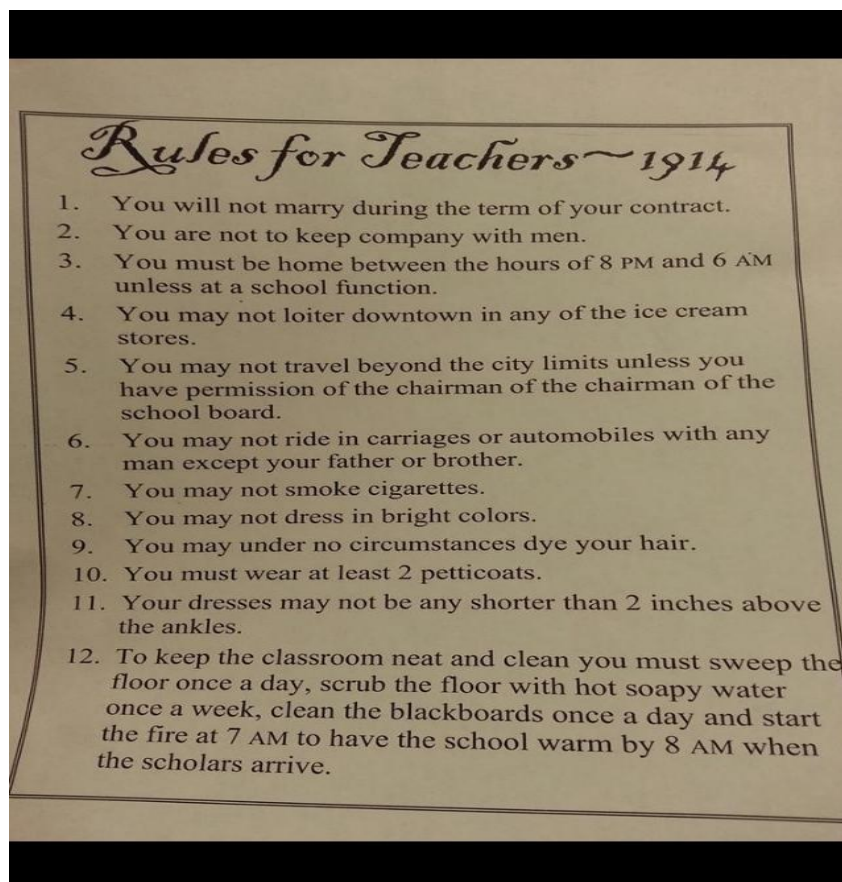 Rules for Teachers~1914
1. You will not marry during the term of your contract.
2. You are not to keep company with men.
3. You must be home between the hours of 8 PM and 6 AM
unless at a school function.
4. You may not loiter downtown in any of the ice cream
stores.
5. You may not travel beyond the city limits unless you
have permission of the chairman of the chairman of the
school board.
6. You may not ride in carriages or automobiles with any
man except your father or brother.
7. You may not smoke cigarettes.
8. You may not dress in bright colors.
9. You may under no circumstances dye your hair.
10. You must wear at least 2 petticoats.
11. Your dresses may not be any shorter than 2 inches above
the ankles.
12. To keep the classroom neat and clean you must sweep the
floor once a day, scrub the floor with hot soapy water
once a week, clean the blackboards once a day and start
the fire at 7 AM to have the school warm by 8 AM when
the scholars arrive.